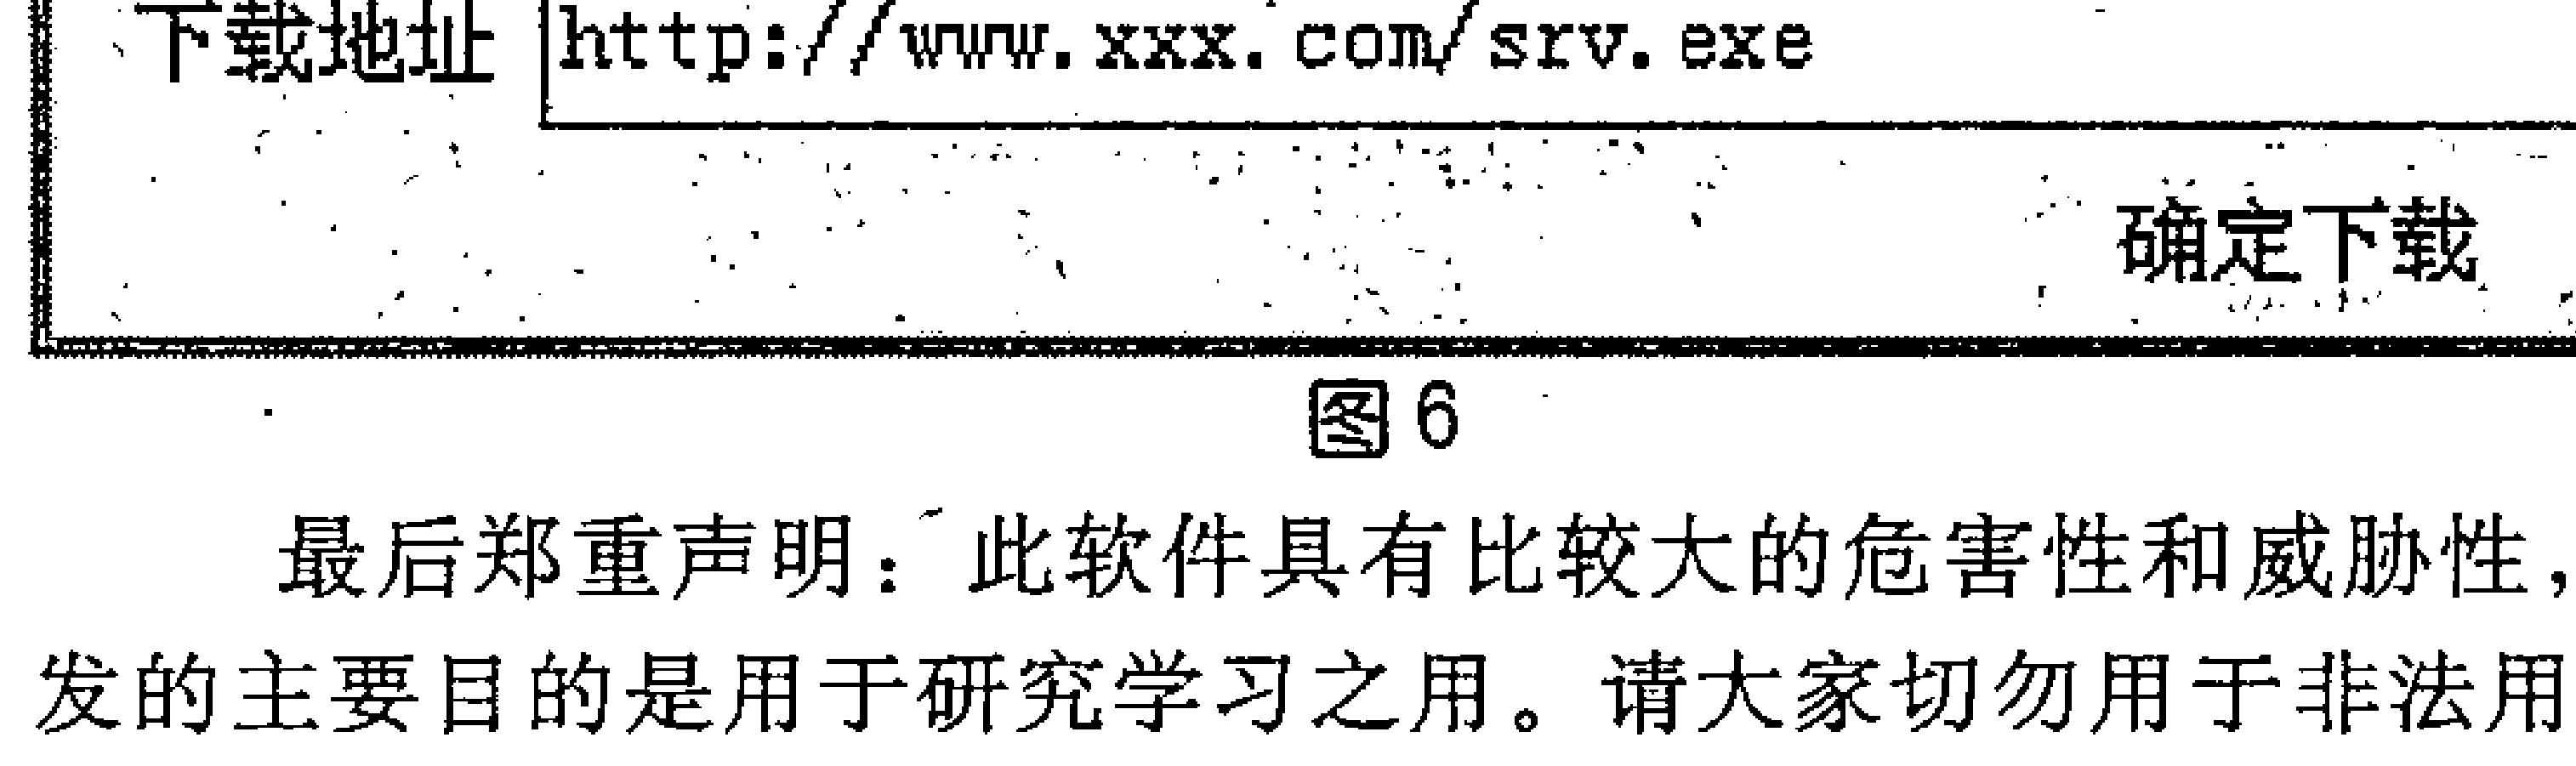 下载地址 http://www.xxx.com/srv.exe
确定下载
图6
最后郑重声明：此软件具有比较大的危害性和威胁性，
发的主要目的是用于研究学习之用。请大家切勿用于非法用